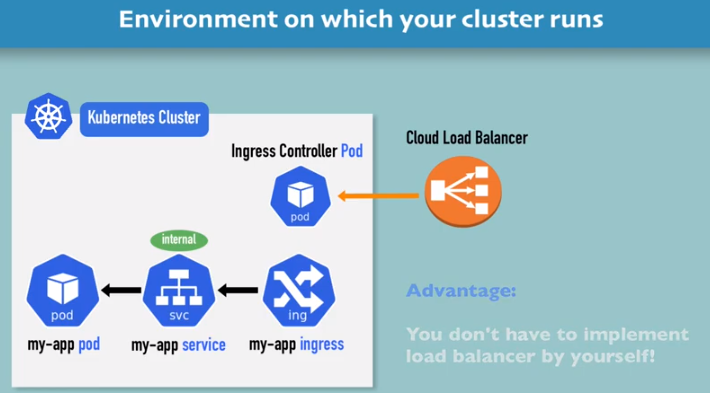 Environment on which your cluster runs
Kubernetes Cluster
Ingress Controller Pod
pod
Cloud Load Balancer
internal
pod
svc
ing
my-app pod
my-app service
my-app ingress
Advantage:
You don't have to implement
load balancer by yourself!